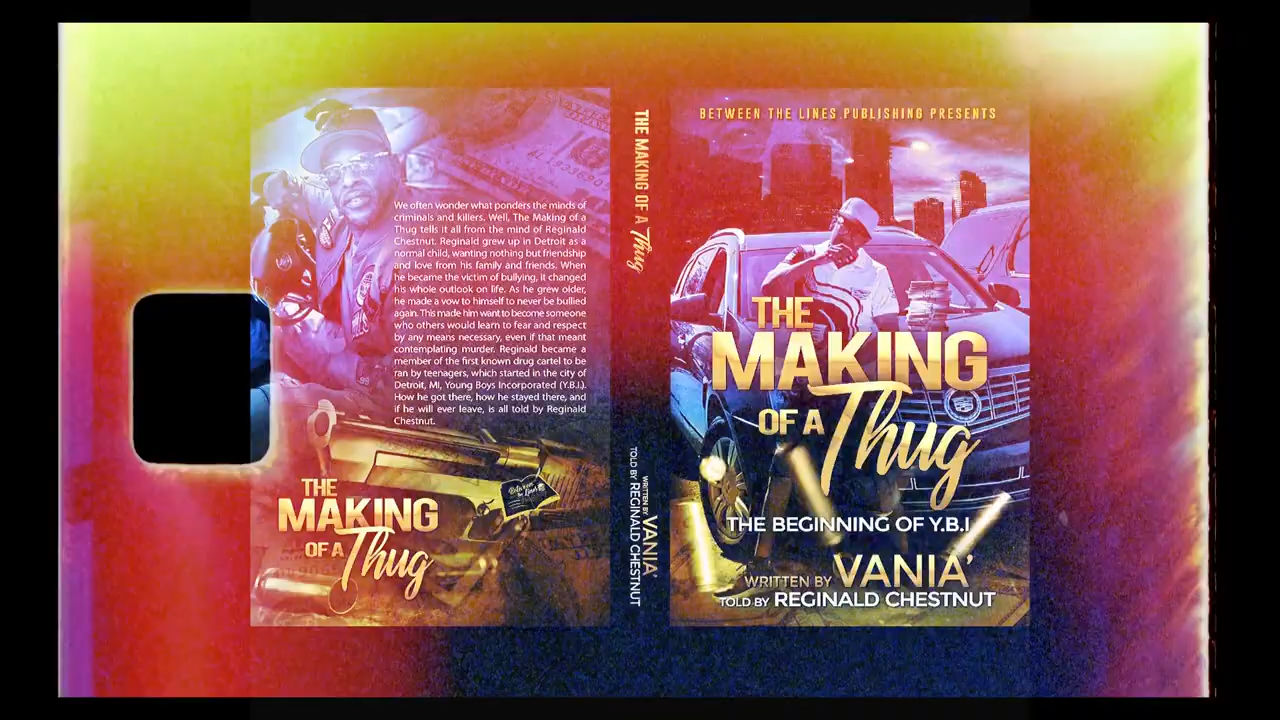 We often wonder what ponders the minds of
criminals and killers. Well, The Making of a
Thug tells it all from the mind of Reginald
Chestnut. Reginald grew up in Detroit as a
normal child, wanting nothing but friendship
and love from his family and friends. When
he became the victim of bullying, it changed
his whole outlook on life. As he grew older,
he made a vow to himself to never be bullied
again. This made him want to become someone
who others would learn to fear and respect
by any means necessary, even if that meant
contemplating murder. Reginald became a
member of the first known drug cartel to be
ran by teenagers, which started in the city of
Detroit, MI, Young Boys Incorporated (Y.B.I.).
How he got there, how he stayed there, and
if he will ever leave, is all told by Reginald
Chestnut.
Between
the Lines
THE
MAKING
OF A Thug
THE MAKING OF A Thug
WRITTEN BY VANIA'
TOLD BY REGINALD CHESTNUT
BETWEEN THE LINES PUBLISHING PRESENTS
THE
MAKING
OF A Thug
THE BEGINNING OF Y.B.I
WRITTEN BY VANIA'
TOLD BY REGINALD CHESTNUT